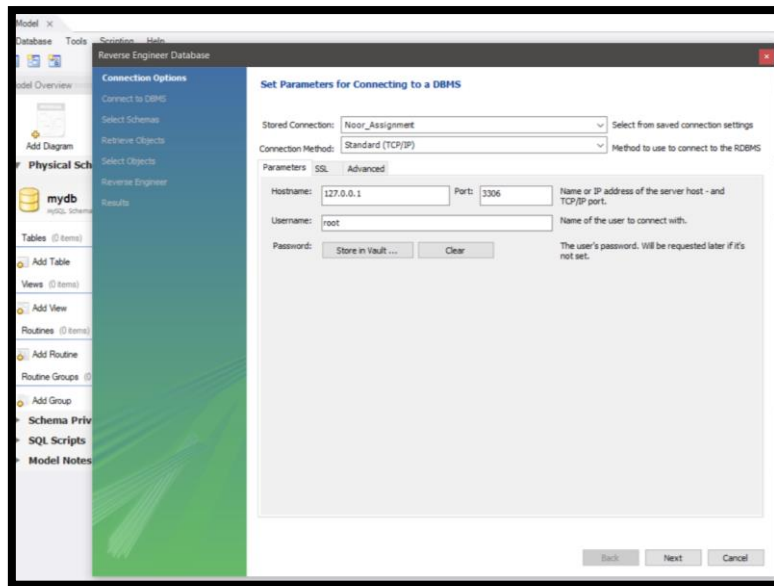 Model ×
Database Tools Scripting Help
Reverse Engineer Database
odel Overview
Add Diagram
Physical Sch
mydb
MySQL Schema
Tables (0 items)
Add Table
Views (0 items)
Add View
Routines (0 items)
Add Routine
Routine Groups (0
Add Group
Schema Priv
SQL Scripts
Model Notes
Connection Options
Connect to DBMS
Select Schemas
Retrieve Objects
Select Objects
Reverse Engineer
Results
Set Parameters for Connecting to a DBMS
Stored Connection: Noor_Assignment Select from saved connection settings
Connection Method: Standard (TCP/IP) Method to use to connect to the RDBMS
Parameters SSL Advanced
Hostname: 127.0.0.1 Port: 3306 Name or IP address of the server host - and
TCP/IP port.
Username: root Name of the user to connect with.
Password: Store in Vault ... Clear The user's password. Will be requested later if it's
not set.
Back Next Cancel